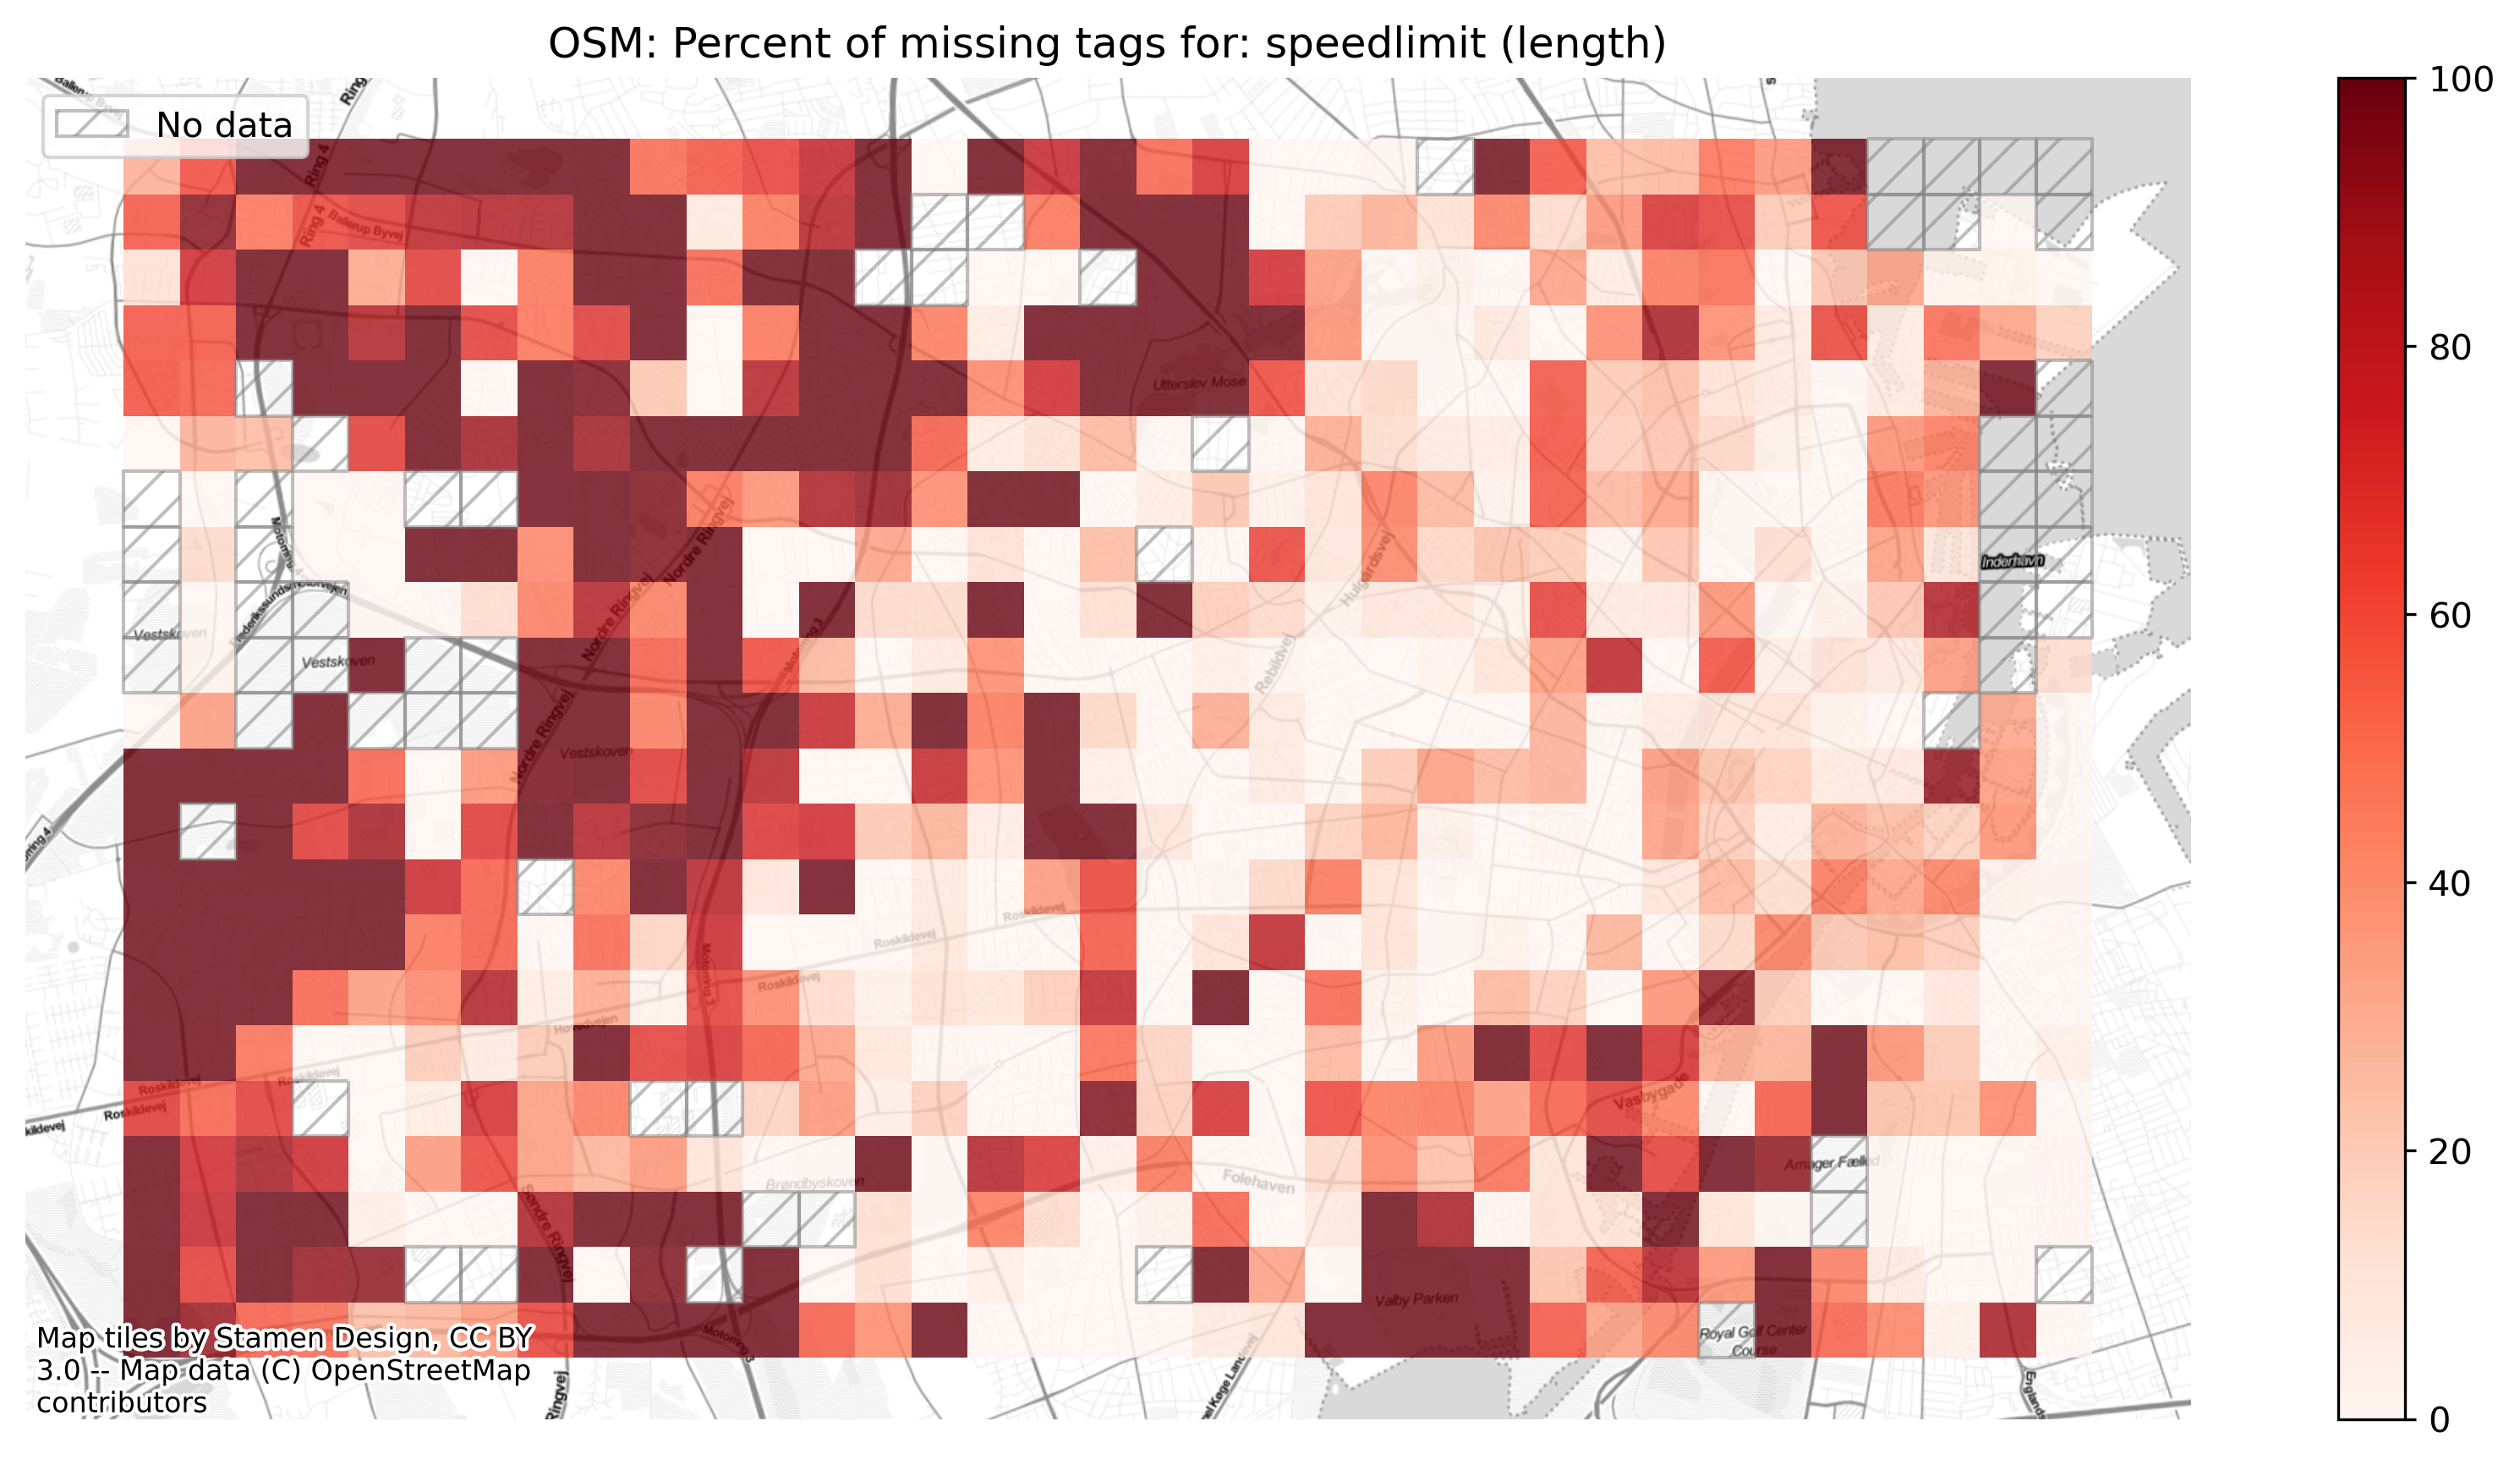 OSM: Percent of missing tags for: speedlimit (length)
No data
Ring 4
Ring 4
Ballerup Byvej
Utterslev Mose
Nordre Ringvej
Nordre Ringvej
Nordre Ringvej
Hulgårdsvej
Inderhavn
Vestskoven
Vestskoven
Vestskoven
Rebildvej
Motorring 3
Roskildevej
Roskildevej
Roskildevej
Hovedvejen
Motorring 3
Roskildevej
Roskildevej
Roskildevej
kildevej
Vasbygade
Amager Fælled
Brøndbyskoven
Folehaven
Søndre Ringvej
Valby Parken
Royal Golf Center
Course
Motorring 3
Ringvej
Map tiles by Stamen Design, CC BY
3.0 -- Map data (C) OpenStreetMap
contributors
100
80
60
40
20
0